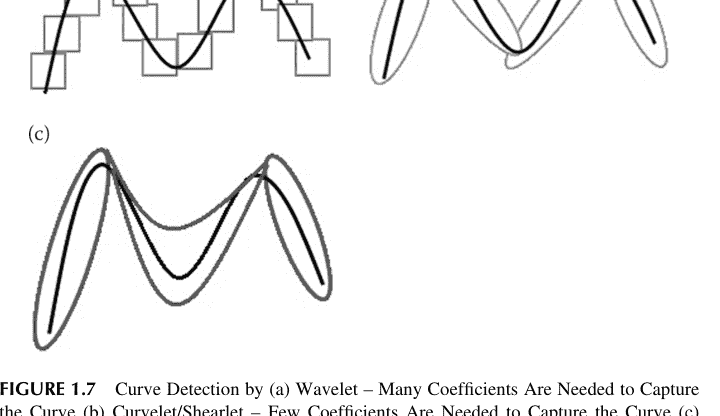 (c)
FIGURE 1.7 Curve Detection by (a) Wavelet – Many Coefficients Are Needed to Capture
the Curve (b) Curvelet/Shearlet – Few Coefficients Are Needed to Capture the Curve (c)